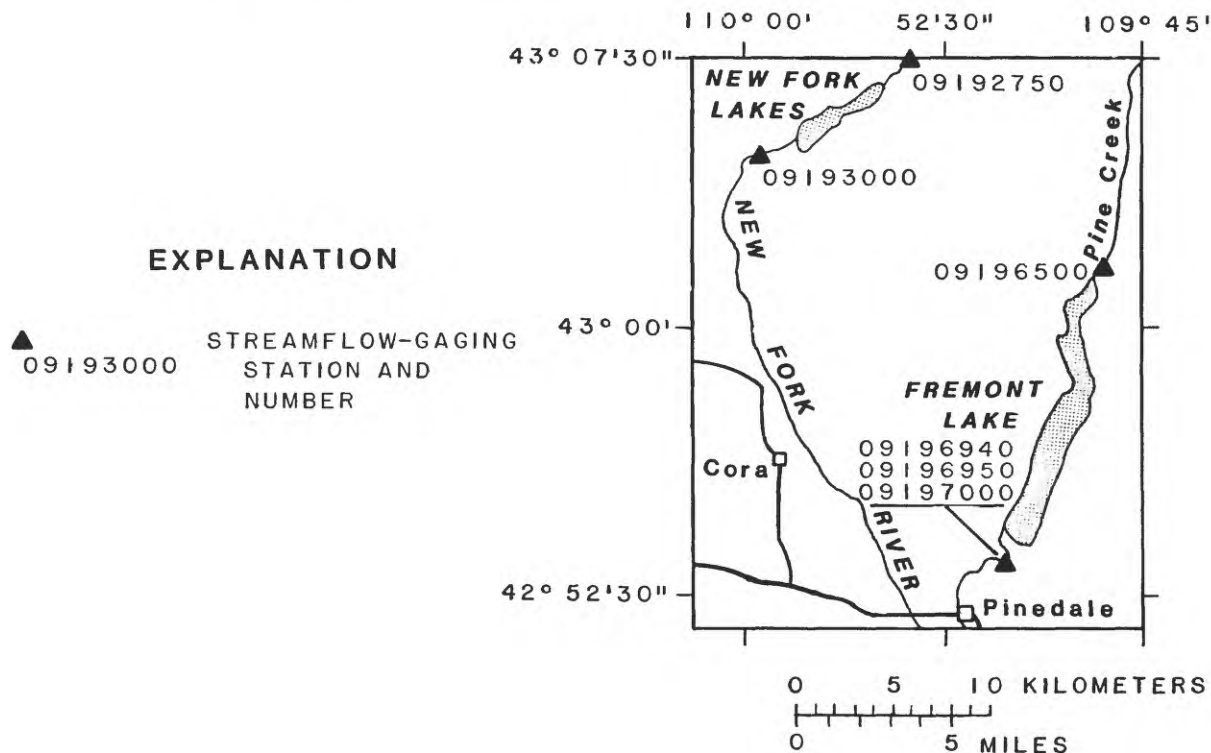 110° 00'
52'30"
109° 45'
43° 07'30"
NEW FORK
LAKES
09192750
09193000
Pine Creek
NEW
EXPLANATION
09196500
43° 00'
STREAMFLOW-GAGING
09193000
STATION AND
NUMBER
FORK
FREMONT
LAKE
09196940
09196950
09197000
Cora
RIVER
42° 52'30"
Pinedale
0 5 10 KILOMETERS
0 5 MILES